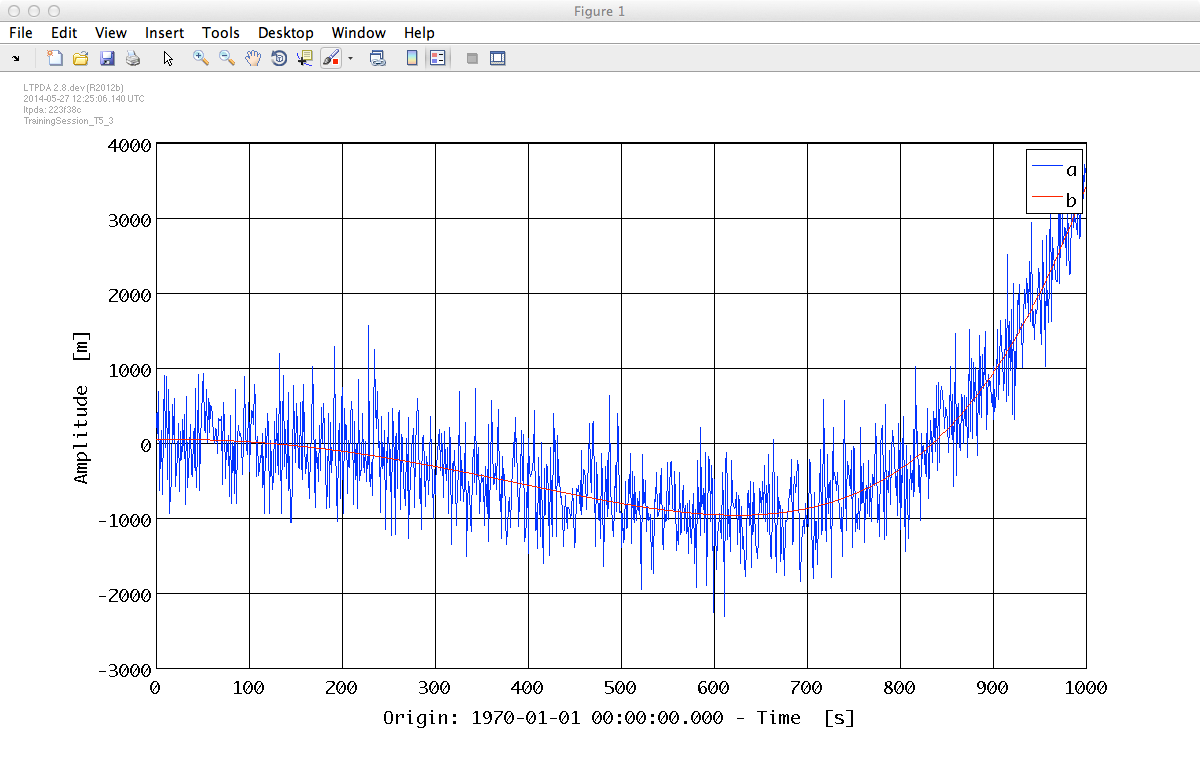 Figure 1
File Edit View Insert Tools Desktop Window Help
LTPDA 2.8.dev (R2012b)
2014-05-27 12:25:06.140 UTC
ltpda: 223f38c
TrainingSession_T5_3
4000
3000
2000
1000
0
-1000
-2000
-3000
Amplitude [m]
a
b
0 100 200 300 400 500 600 700 800 900 1000
Origin: 1970-01-01 00:00:00.000 - Time [s]